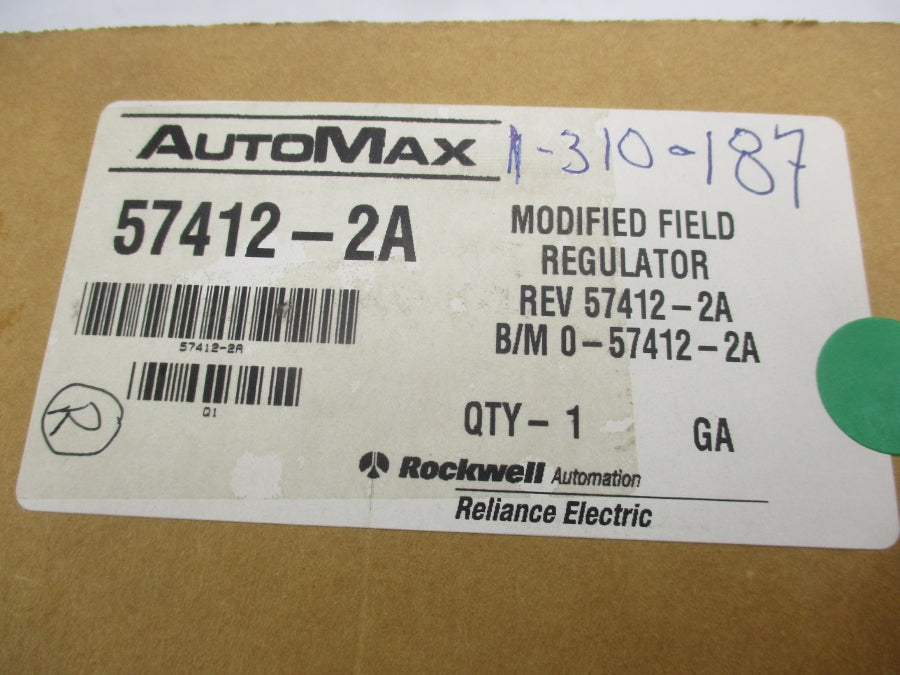 AUTOMAX
1-310-187
57412-2A
MODIFIED FIELD
REGULATOR
REV 57412-2A
B/M 0-57412-2A
57412-2A
Q1
QTY- 1
GA
Rockwell Automation
Reliance Electric